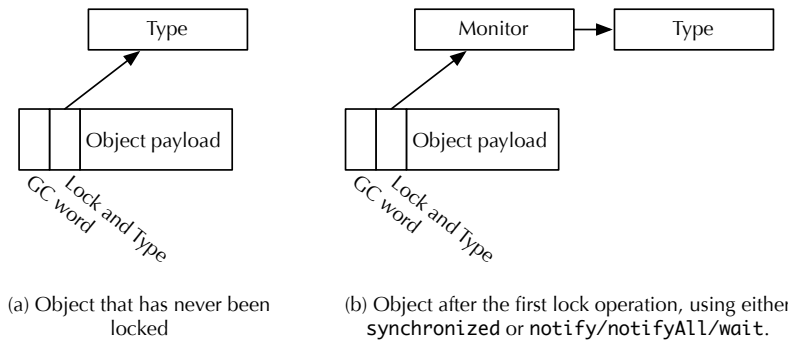 Type
Object payload
GC word
Lock and Type
(a) Object that has never been
locked
Monitor
Type
Object payload
GC word
Lock and Type
(b) Object after the first lock operation, using either
synchronized or notify/notifyAll/wait.